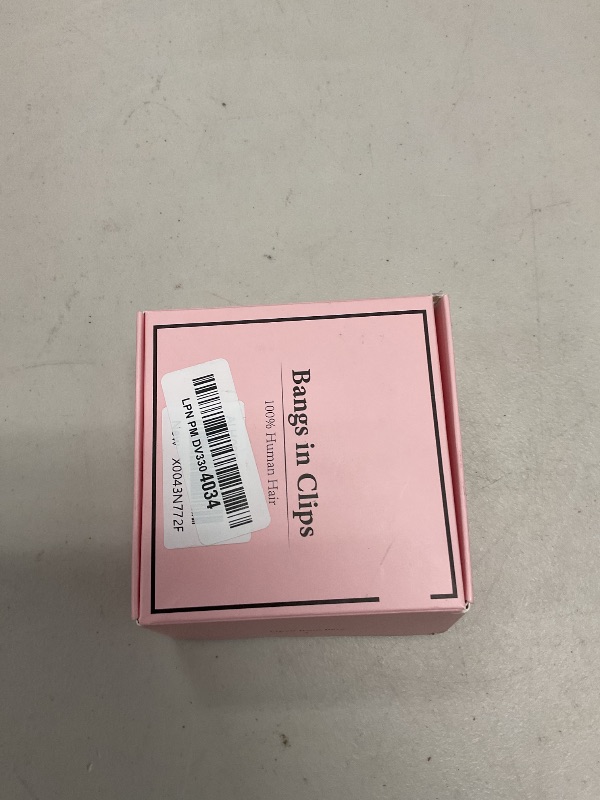 Bangs in Clips
100% Human Hair
LPN PM DV3304034
X0043N772F